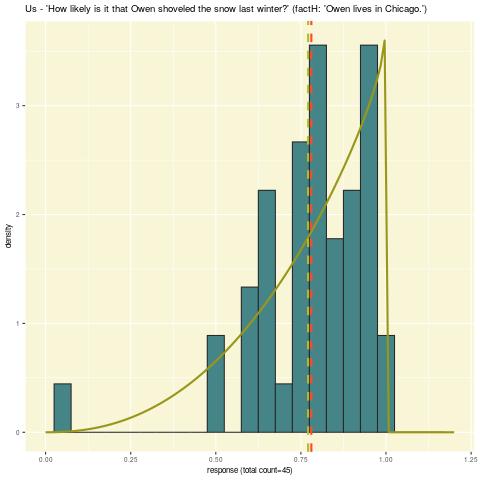 Us - 'How likely is it that Owen shoveled the snow last winter?' (factH: 'Owen lives in Chicago.')
3
2
1
0
density
0.00 0.25 0.50 0.75 1.00 1.25
response (total count=45)